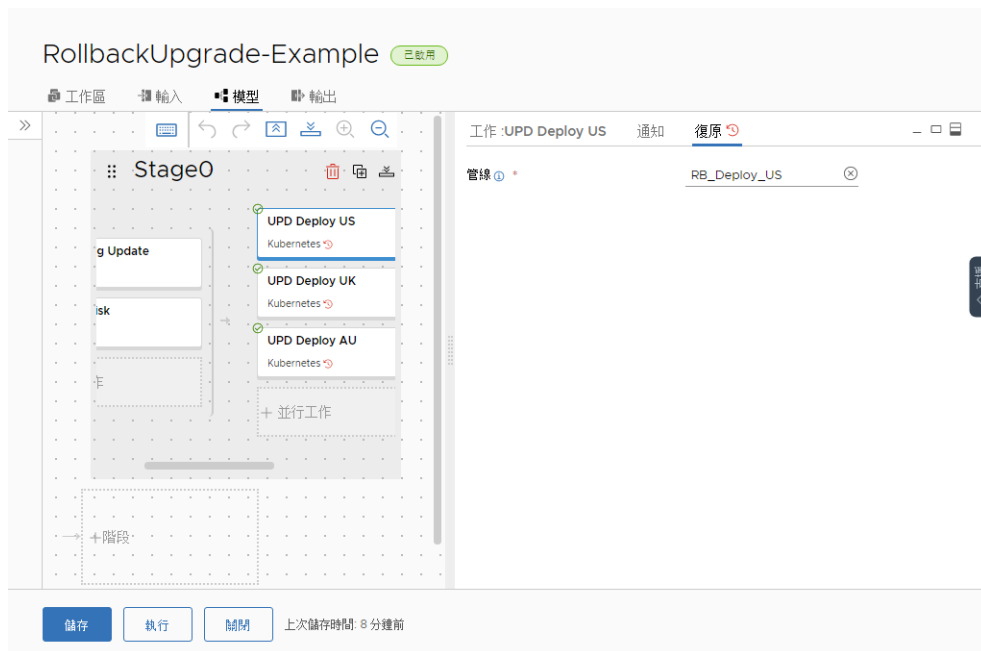 RollbackUpgrade-Example 已啟用
工作區 輸入 模型 輸出
工作 :UPD Deploy US 通知 復原
Stage0
管線 * RB_Deploy_US
UPD Deploy US
Kubernetes
g Update
UPD Deploy UK
Kubernetes
isk
UPD Deploy AU
Kubernetes
作
+ 並行工作
+階段
儲存 執行 關閉 上次儲存時間: 8 分鐘前